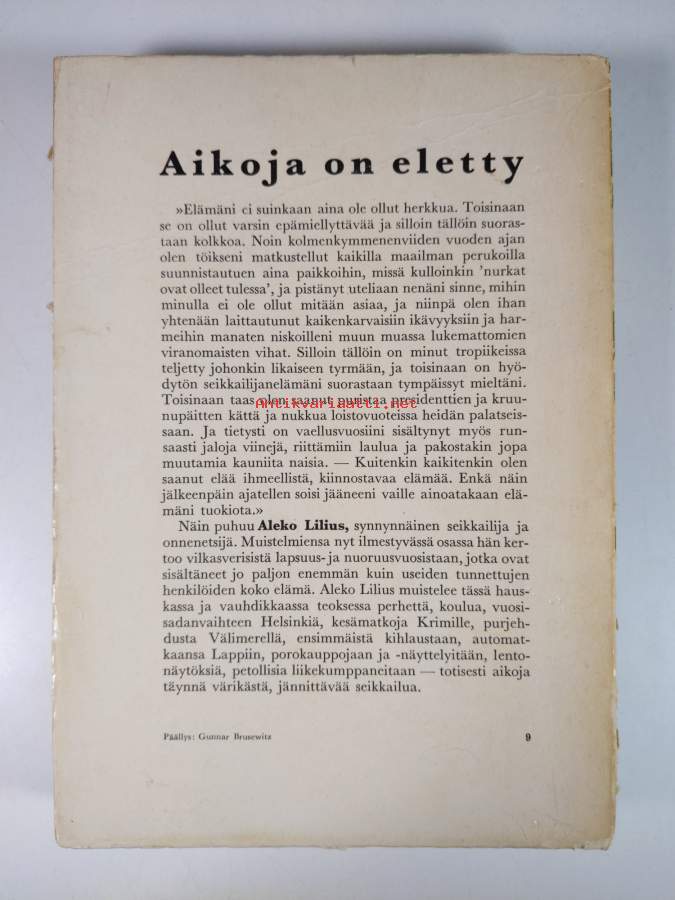 Aikoja on eletty
»Elämäni ei suinkaan aina ole ollut herkkua. Toisinaan
se on ollut varsin epämiellyttävää ja silloin tällöin suoras-
taan kolkkoa. Noin kolmenkymmenenviiden vuoden ajan
olen töikseni matkustellut kaikilla maailman perukoilla
suunnistautuen aina paikkoihin, missä kulloinkin 'nurkat
ovat olleet tulessa', ja pistänyt uteliaan nenäni sinne, mihin
minulla ei ole ollut mitään asiaa, ja niinpä olen ihan
yhtenään laittautunut kaikenkarvaisiin ikävyyksiin ja har-
meihin manaten niskoilleni muun muassa lukemattomien
viranomaisten vihat. Silloin tällöin on minut tropiikeissa
teljetty johonkin likaiseen tyrmään, ja toisinaan on hyö-
dytön seikkailijanelämäni suorastaan tympäissyt mieltäni.
Toisinaan taas olen saanut puristaa presidenttien ja kruu-
Antikvariaatti.net
nupäitten kättä ja nukkua loistovuoteissa heidän palatseis-
saan. Ja tietysti on vaellusvuosiini sisältynyt myös run-
saasti jaloja viinejä, riittämiin laulua ja pakostakin jopa
muutamia kauniita naisia. — Kuitenkin kaikitenkin olen
saanut elää ihmeellistä, kiinnostavaa elämää. Enkä näin
jälkeenpäin ajatellen soisi jääneeni vaille ainoatakaan elä-
mäni tuokiota.»
Näin puhuu Aleko Lilius, synnynnäinen seikkailija ja
onnenetsijä. Muistelmiensa nyt ilmestyvässä osassa hän ker-
too vilkasverisistä lapsuus- ja nuoruusvuosistaan, jotka ovat
sisältäneet jo paljon enemmän kuin useiden tunnettujen
henkilöiden koko elämä. Aleko Lilius muistelee tässä haus-
kassa ja vauhdikkaassa teoksessa perhettä, koulua, vuosi-
sadanvaihteen Helsinkiä, kesämatkoja Krimille, purjeh-
dusta Välimerellä, ensimmäistä kihlaustaan, automat-
kaansa Lappiin, porokauppojaan ja -näyttelyitään, lento-
näytöksiä, petollisia liikekumppaneitaan — totisesti aikoja
täynnä värikästä, jännittävää seikkailua.
Päällys: Gunnar Brusewitz 9